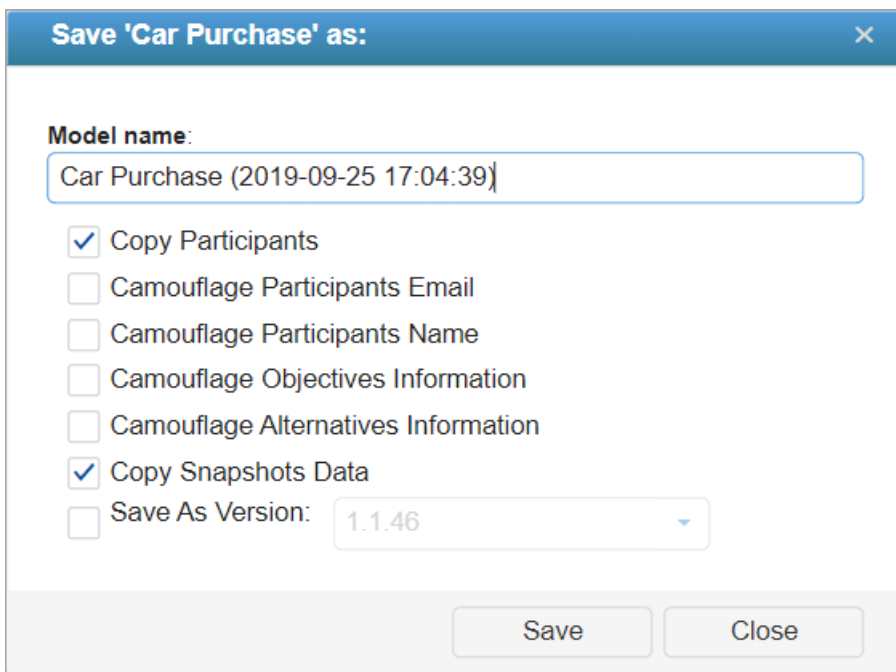 Save 'Car Purchase' as:
Model name:
Car Purchase (2019-09-25 17:04:39)
Copy Participants
Camouflage Participants Email
Camouflage Participants Name
Camouflage Objectives Information
Camouflage Alternatives Information
Copy Snapshots Data
Save As Version: 1.1.46
Save Close